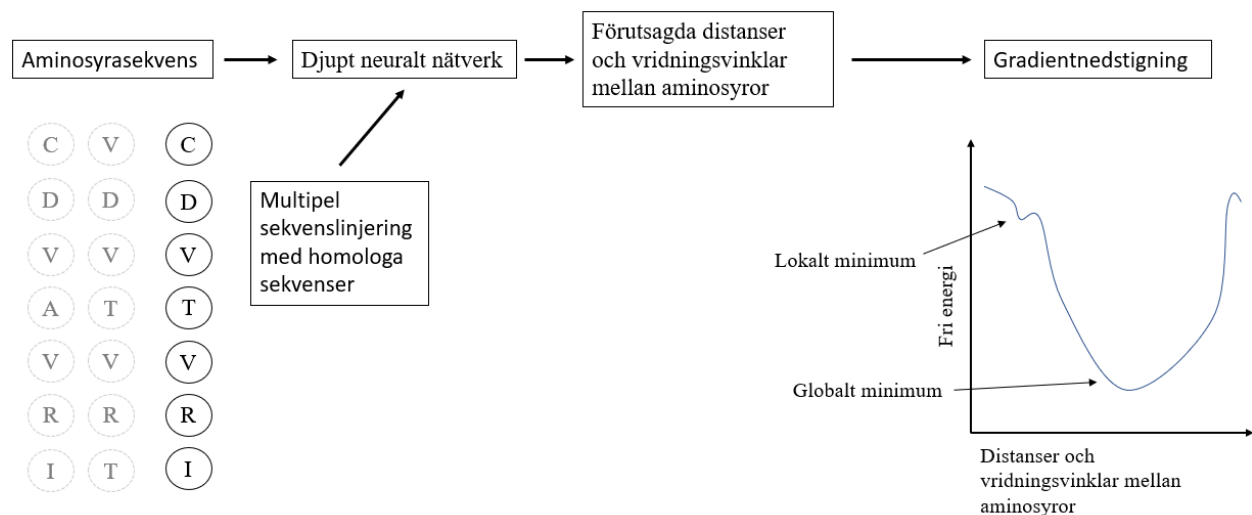 Aminosyrasekvens
Djupt neuralt nätverk
Förutsagda distanser
och vridningsvinklar
mellan aminosyror
Gradientnedstigning
C V C
D D D
V V V
A T T
V V V
R R R
I T I
Multipel
sekvenslinjering
med homologa
sekvenser
Lokalt minimum
Globalt minimum
Fri energi
Distanser och
vridningsvinklar mellan
aminosyror